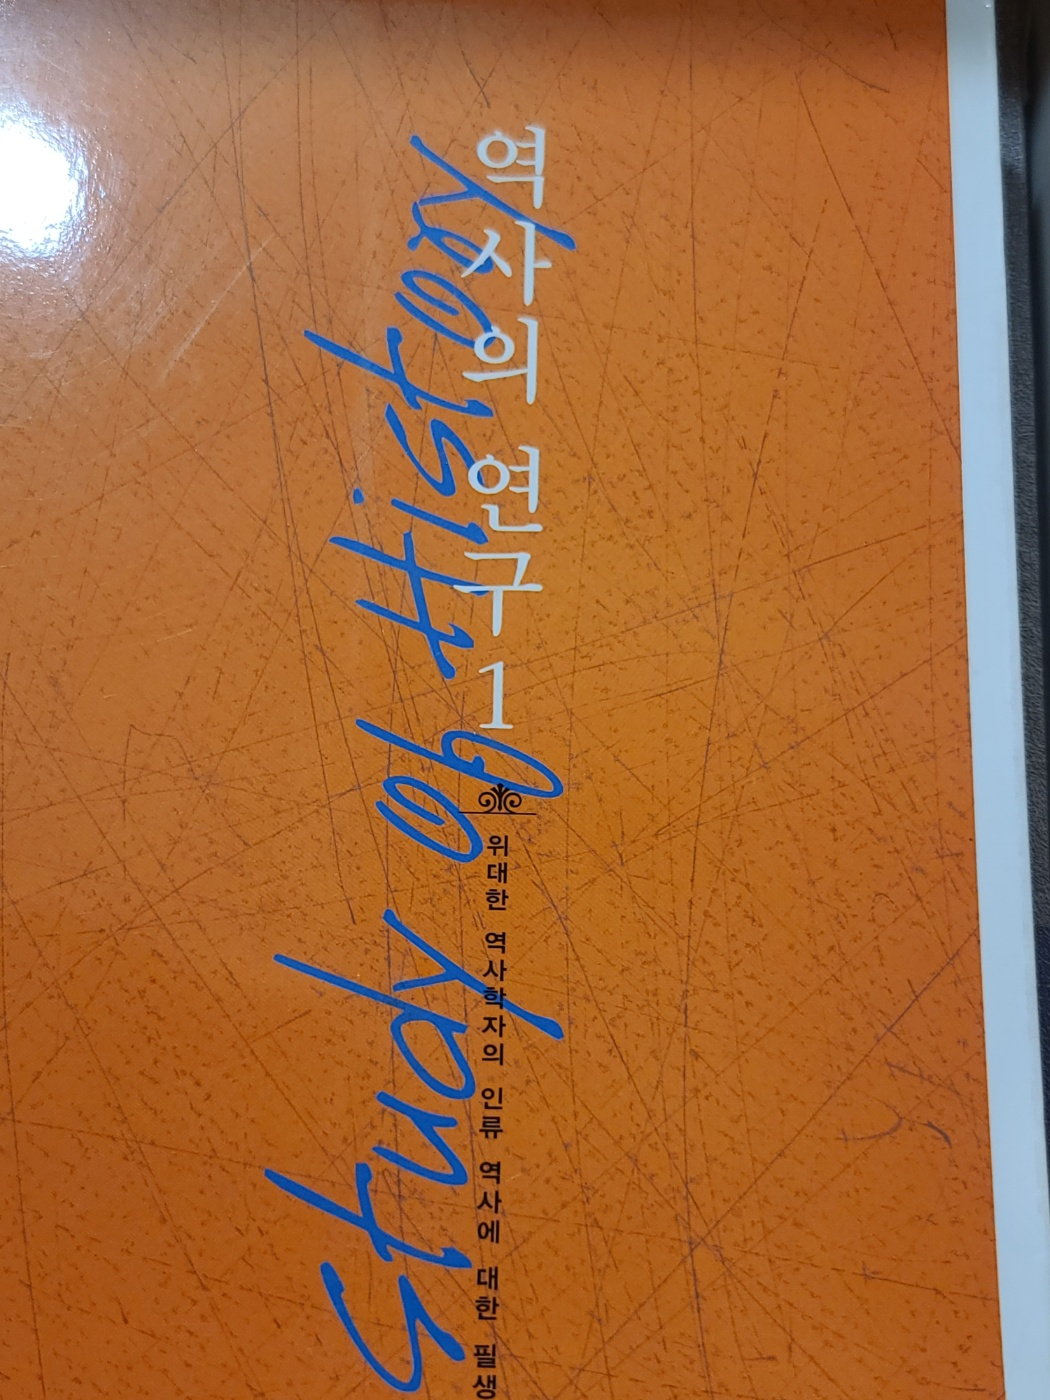 역사의 연구 1
위대한 역사학자의 인류 역사에 대한 필생
Study of History